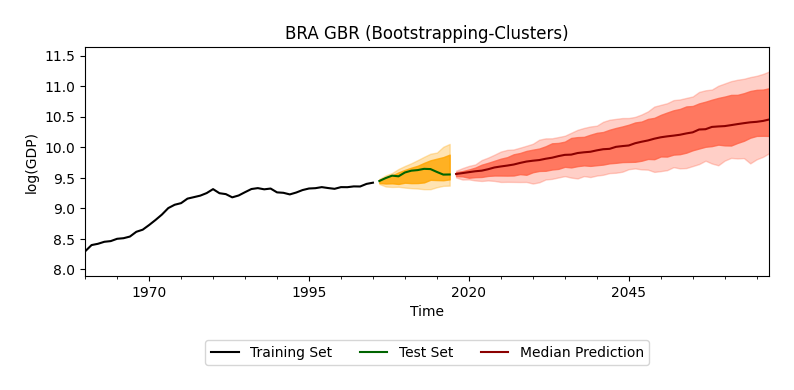 BRA GBR (Bootstrapping-Clusters)
11.5
11.0
10.5
10.0
9.5
9.0
8.5
8.0
log(GDP)
1970 1995 2020 2045
Time
Training Set Test Set Median Prediction